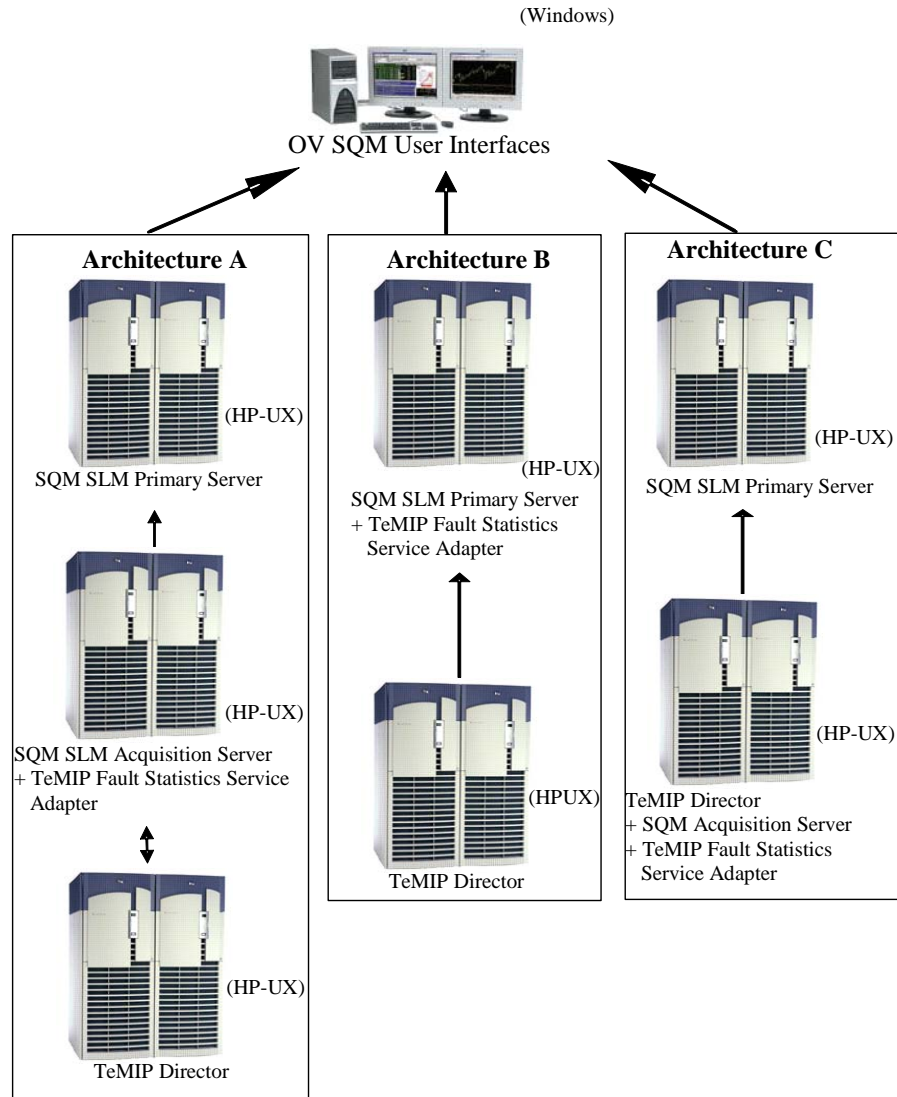 (Windows)
OV SQM User Interfaces
Architecture A
(HP-UX)
SQM SLM Primary Server
(HP-UX)
SQM SLM Acquisition Server
+ TeMIP Fault Statistics Service
Adapter
(HP-UX)
TeMIP Director
Architecture B
(HP-UX)
SQM SLM Primary Server
+ TeMIP Fault Statistics
Service Adapter
(HPUX)
TeMIP Director
Architecture C
(HP-UX)
SQM SLM Primary Server
(HP-UX)
TeMIP Director
+ SQM Acquisition Server
+ TeMIP Fault Statistics
Service Adapter